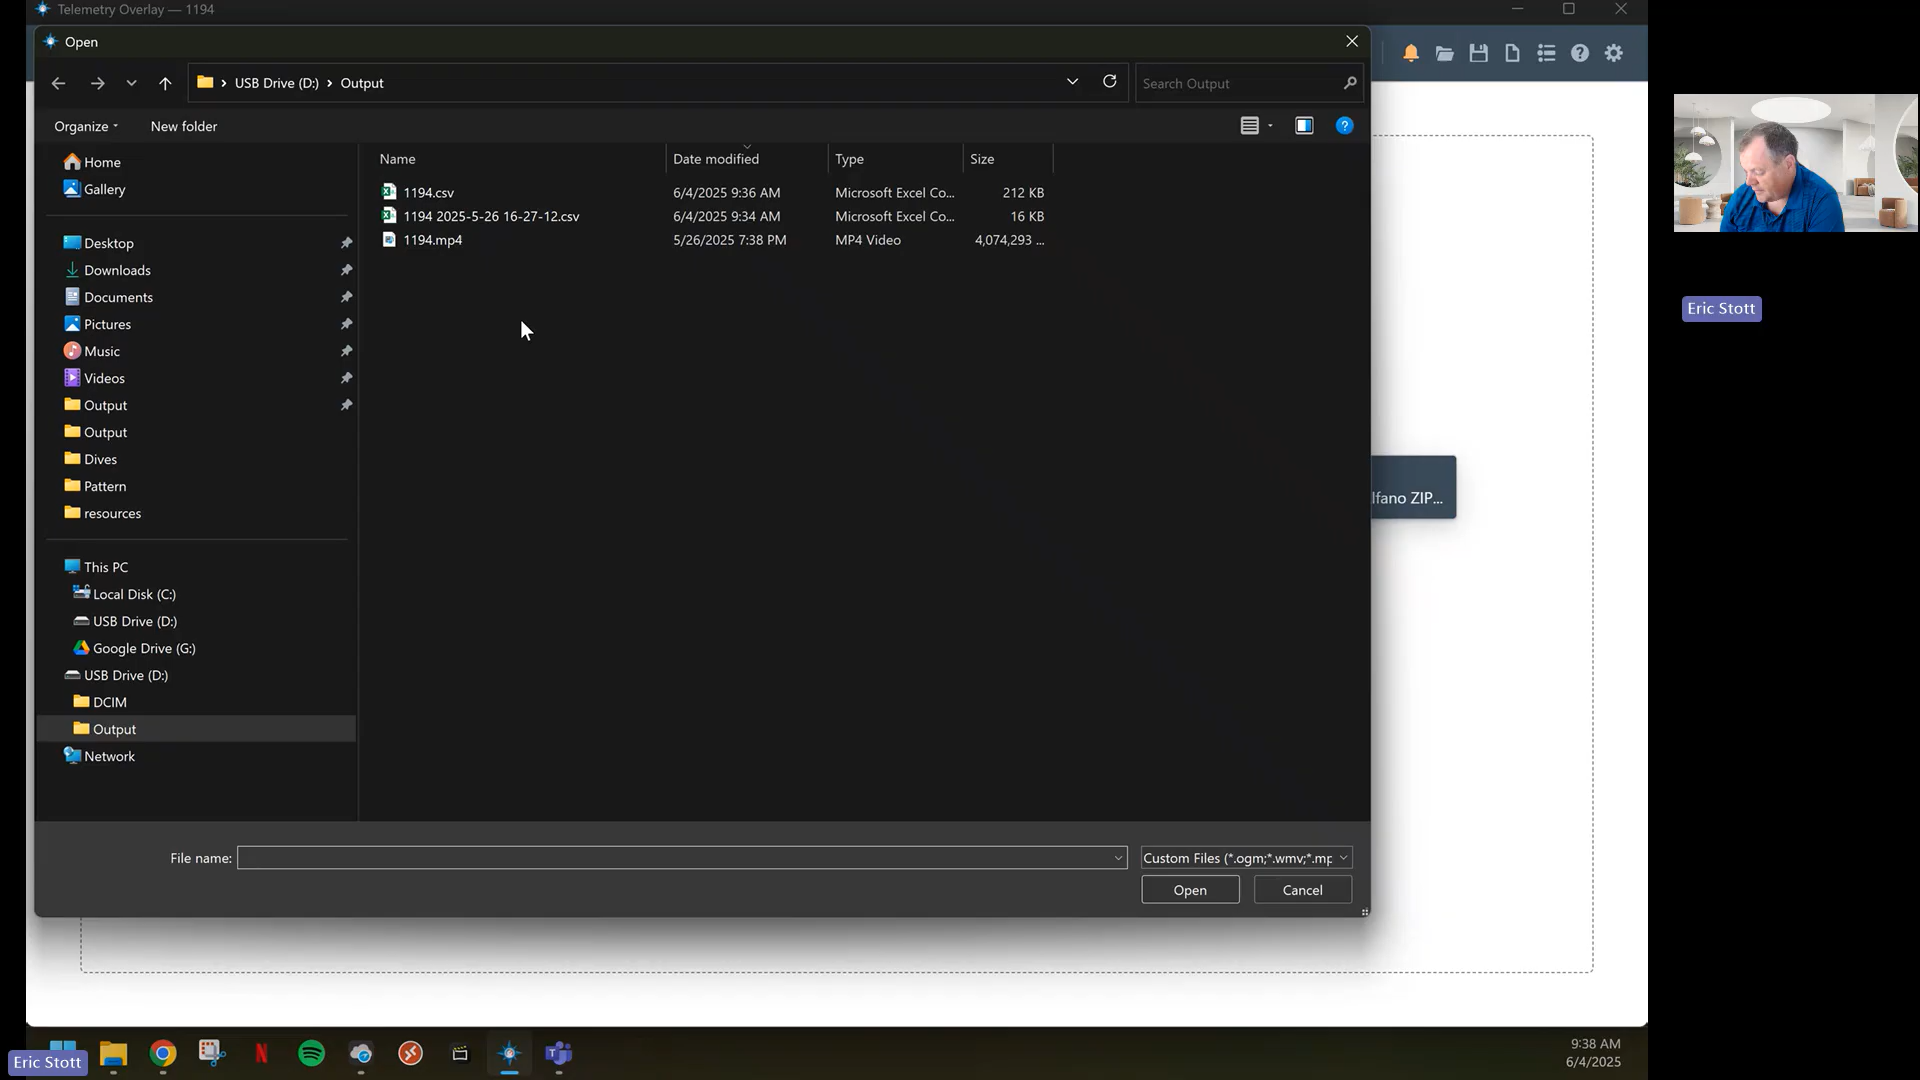 Telemetry Overlay — 1194
Open
USB Drive (D:) › Output
Search Output
Organize
New folder
Name
Date modified
Type
Size
1194.csv
6/4/2025 9:36 AM
Microsoft Excel Co...
212 KB
1194 2025-5-26 16-27-12.csv
6/4/2025 9:34 AM
Microsoft Excel Co...
16 KB
1194.mp4
5/26/2025 7:38 PM
MP4 Video
4,074,293 ...
Home
Gallery
Desktop
Downloads
Documents
Pictures
Music
Videos
Output
Output
Dives
Pattern
resources
This PC
Local Disk (C:)
USB Drive (D:)
Google Drive (G:)
USB Drive (D:)
DCIM
Output
Network
File name:
Custom Files (*.ogm;*.wmv;*.mp
Open
Cancel
lfano ZIP...
Eric Stott
Eric Stott
9:38 AM
6/4/2025